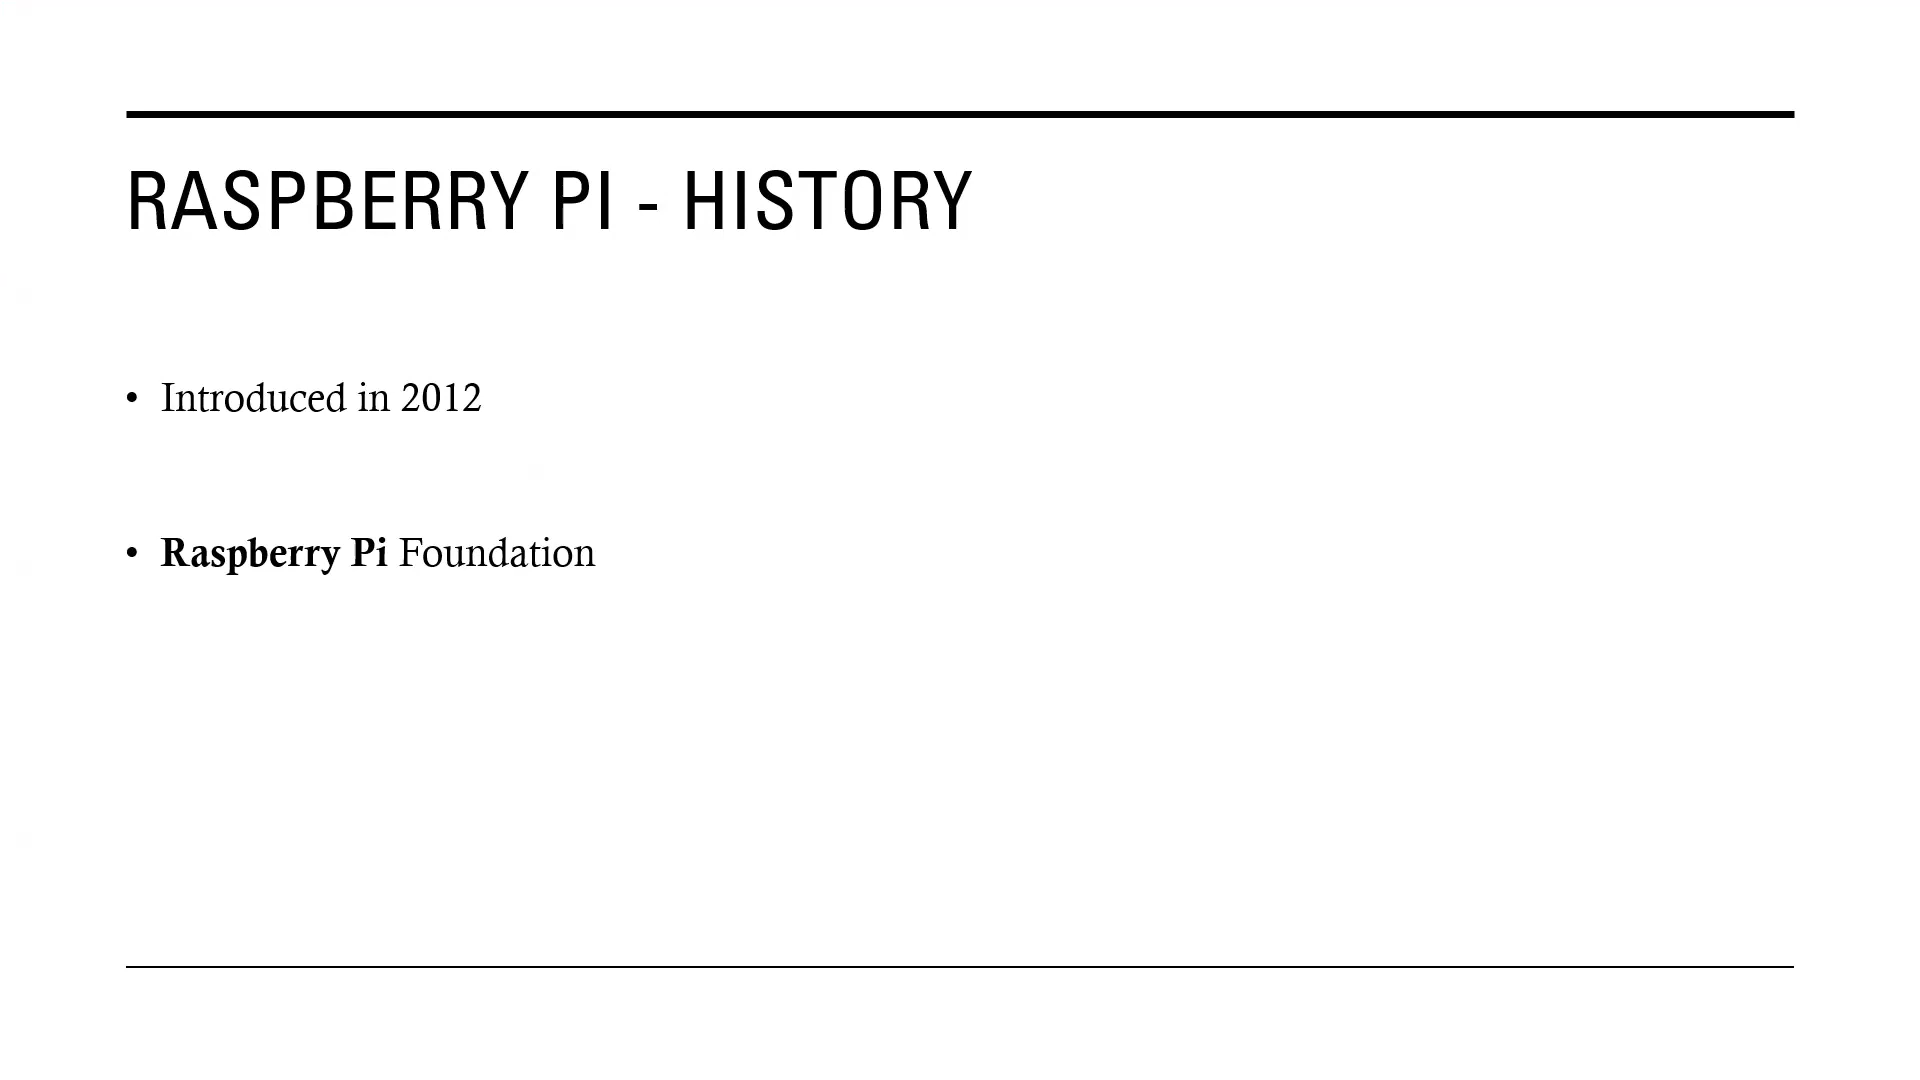 RASPBERRY PI - HISTORY
• Introduced in 2012
• Raspberry Pi Foundation